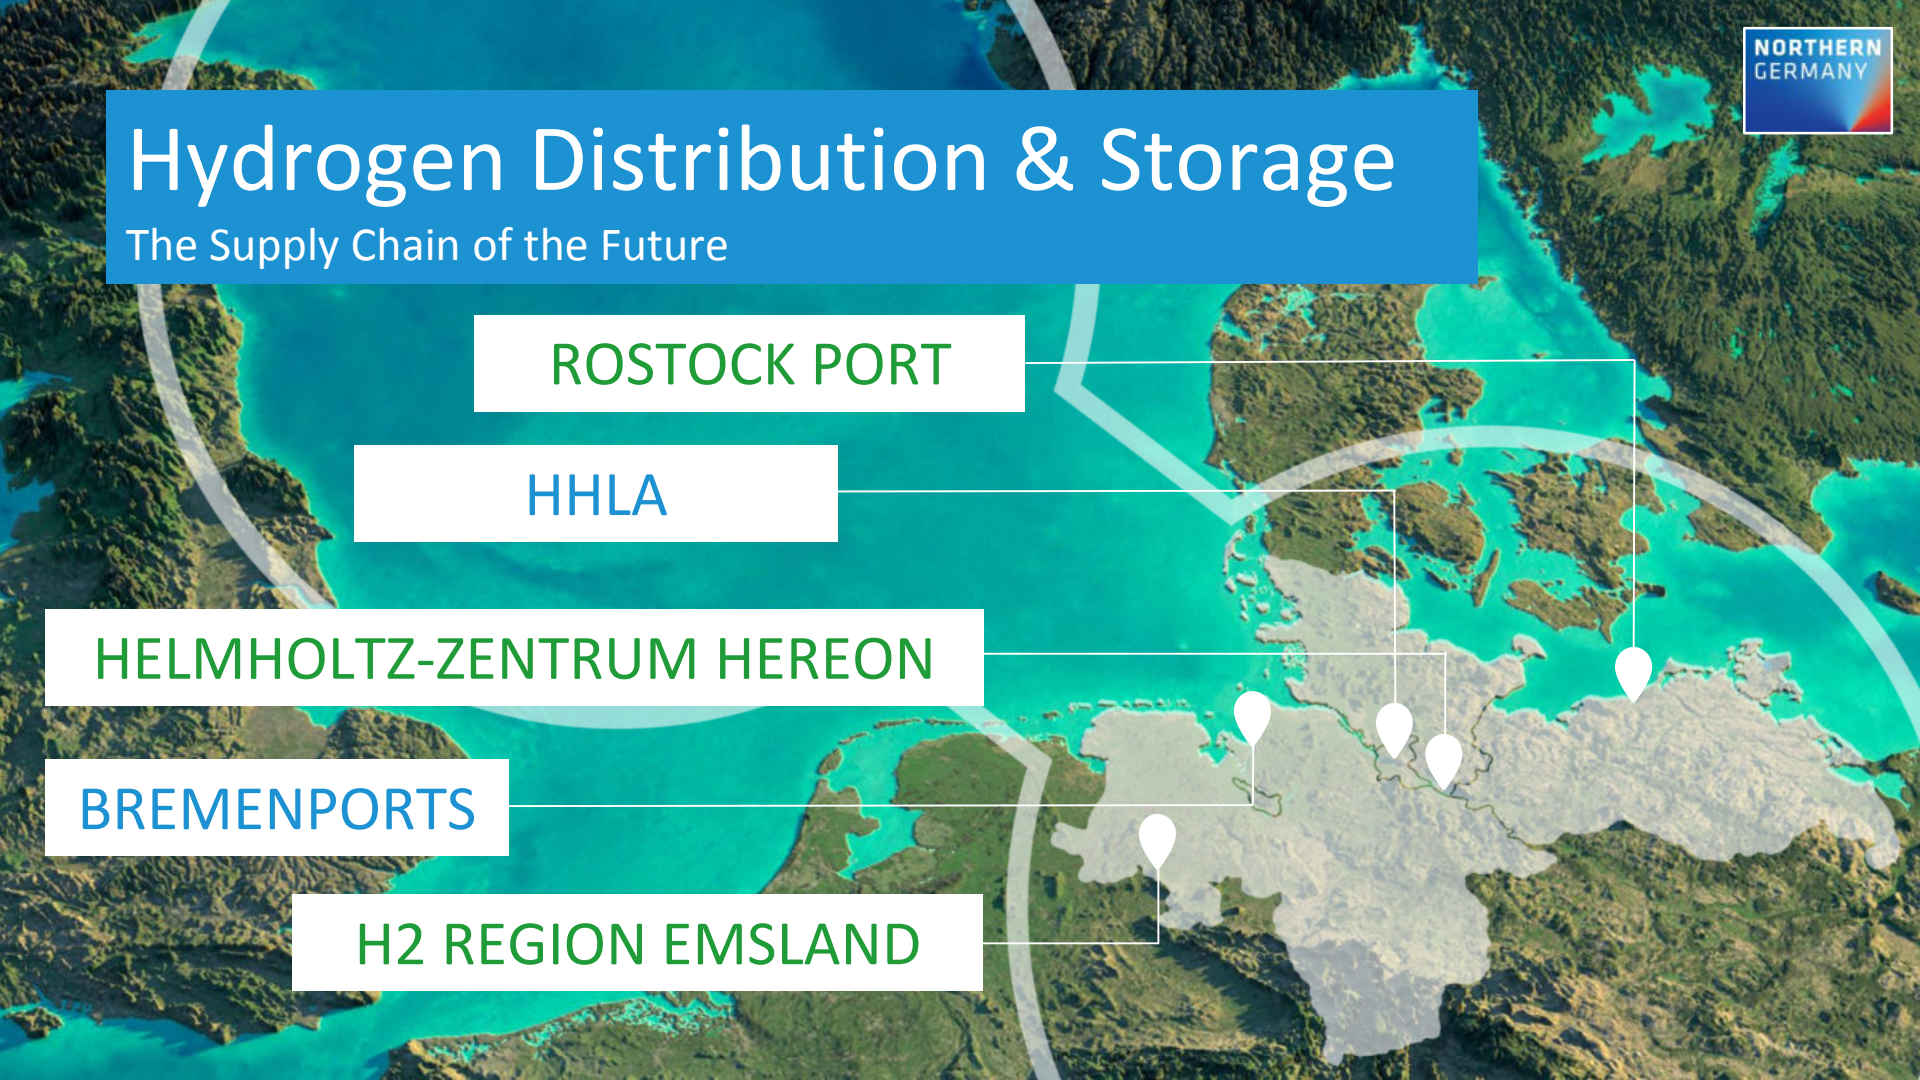 NORTHERN
GERMANY
Hydrogen Distribution & Storage
The Supply Chain of the Future
ROSTOCK PORT
HHLA
HELMHOLTZ-ZENTRUM HEREON
BREMENPORTS
H2 REGION EMSLAND